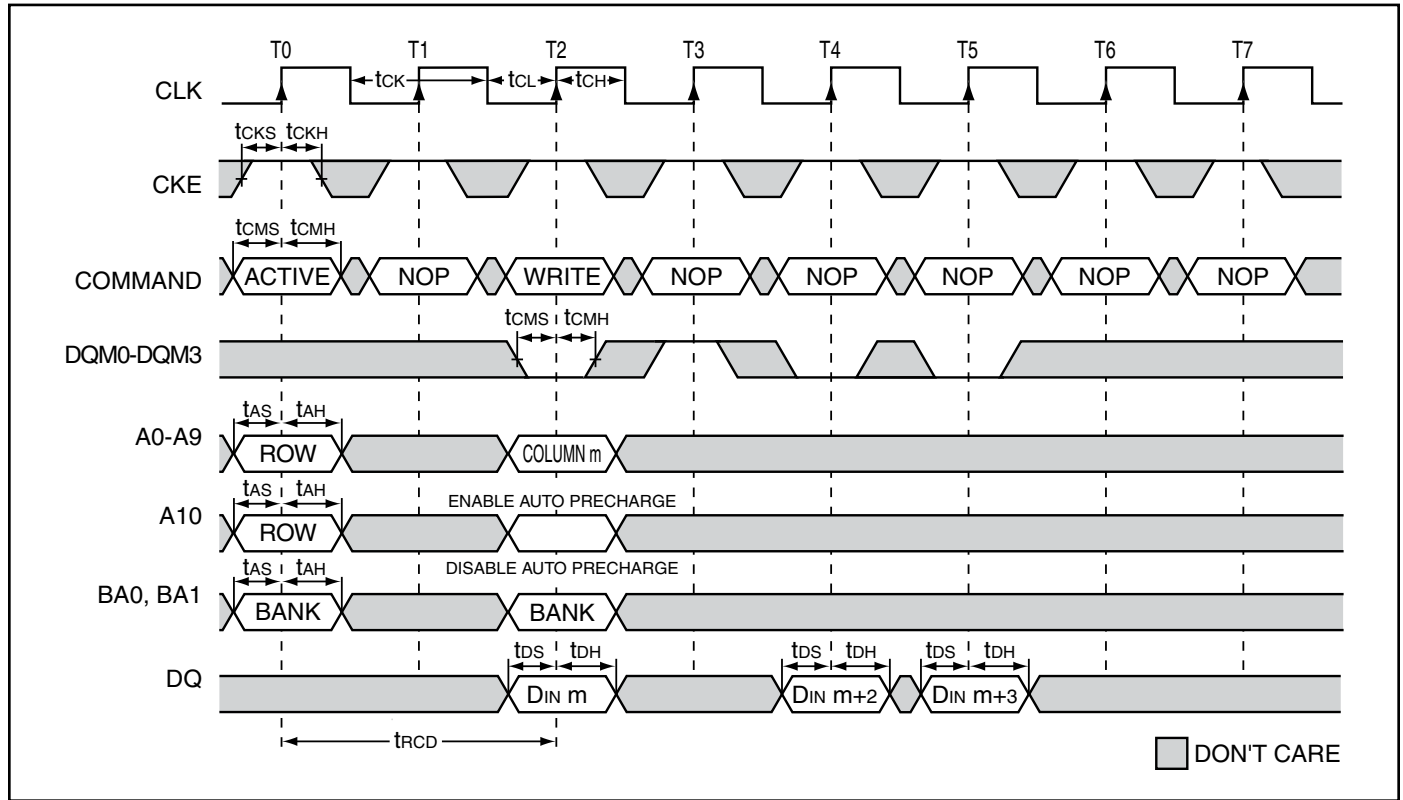 T0 T1 T2 T3 T4 T5 T6 T7
CLK tCK tCL tCH
tCKS tCKH
CKE
tCMS tCMH
COMMAND ACTIVE NOP WRITE NOP NOP NOP NOP NOP
tCMS tCMH
DQM0-DQM3
tAS tAH
A0-A9 ROW COLUMN m
tAS tAH ENABLE AUTO PRECHARGE
A10 ROW
tAS tAH DISABLE AUTO PRECHARGE
BA0, BA1 BANK BANK
tDS tDH tDS tDH tDS tDH
DQ DIN m DIN m+2 DIN m+3
tRCD
DON'T CARE